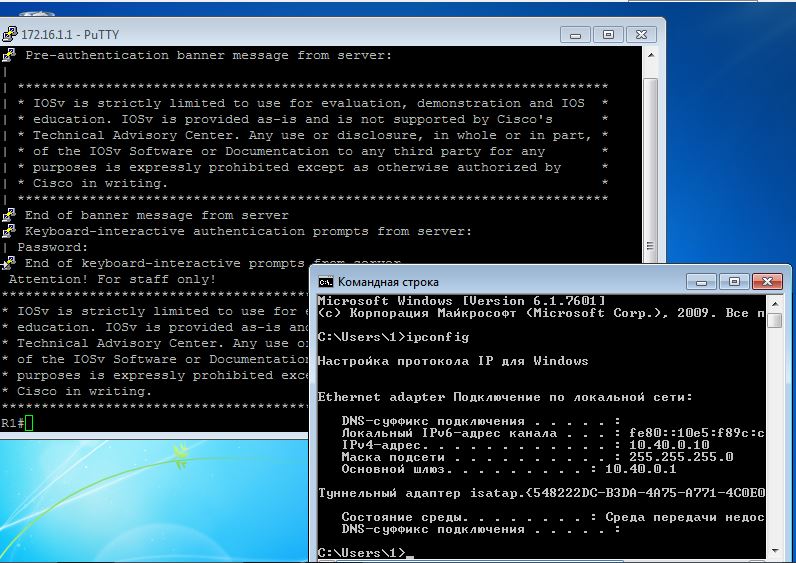 172.16.1.1 - PuTTY
Pre-authentication banner message from server:
|
| **************************************************************************
| * IOSv is strictly limited to use for evaluation, demonstration and IOS  *
| * education. IOSv is provided as-is and is not supported by Cisco's      *
| * Technical Advisory Center. Any use or disclosure, in whole or in part, *
| * of the IOSv Software or Documentation to any third party for any       *
| * purposes is expressly prohibited except as otherwise authorized by     *
| * Cisco in writing.                                                      *
| **************************************************************************
End of banner message from server
Keyboard-interactive authentication prompts from server:
| Password:
End of keyboard-interactive prompts from server
Attention! For staff only!
**************************************
* IOSv is strictly limited to use for
* education. IOSv is provided as-is and
* Technical Advisory Center. Any use or
* of the IOSv Software or Documentation
* purposes is expressly prohibited exce
* Cisco in writing.
**************************************
R1#
Командная строка
Microsoft Windows [Version 6.1.7601]
(c) Корпорация Майкрософт (Microsoft Corp.), 2009. Все п
C:\Users\1>ipconfig
Настройка протокола IP для Windows
Ethernet adapter Подключение по локальной сети:
DNS-суффикс подключения . . . . . :
Локальный IPv6-адрес канала . . . : fe80::10e5:f89c:c
IPv4-адрес. . . . . . . . . . . . : 10.40.0.10
Маска подсети . . . . . . . . . . : 255.255.255.0
Основной шлюз. . . . . . . . . : 10.40.0.1
Туннельный адаптер isatap.{548222DC-B3DA-4A75-A771-4C0E0
Состояние среды. . . . . . . . : Среда передачи недос
DNS-суффикс подключения . . . . . :
C:\Users\1>_